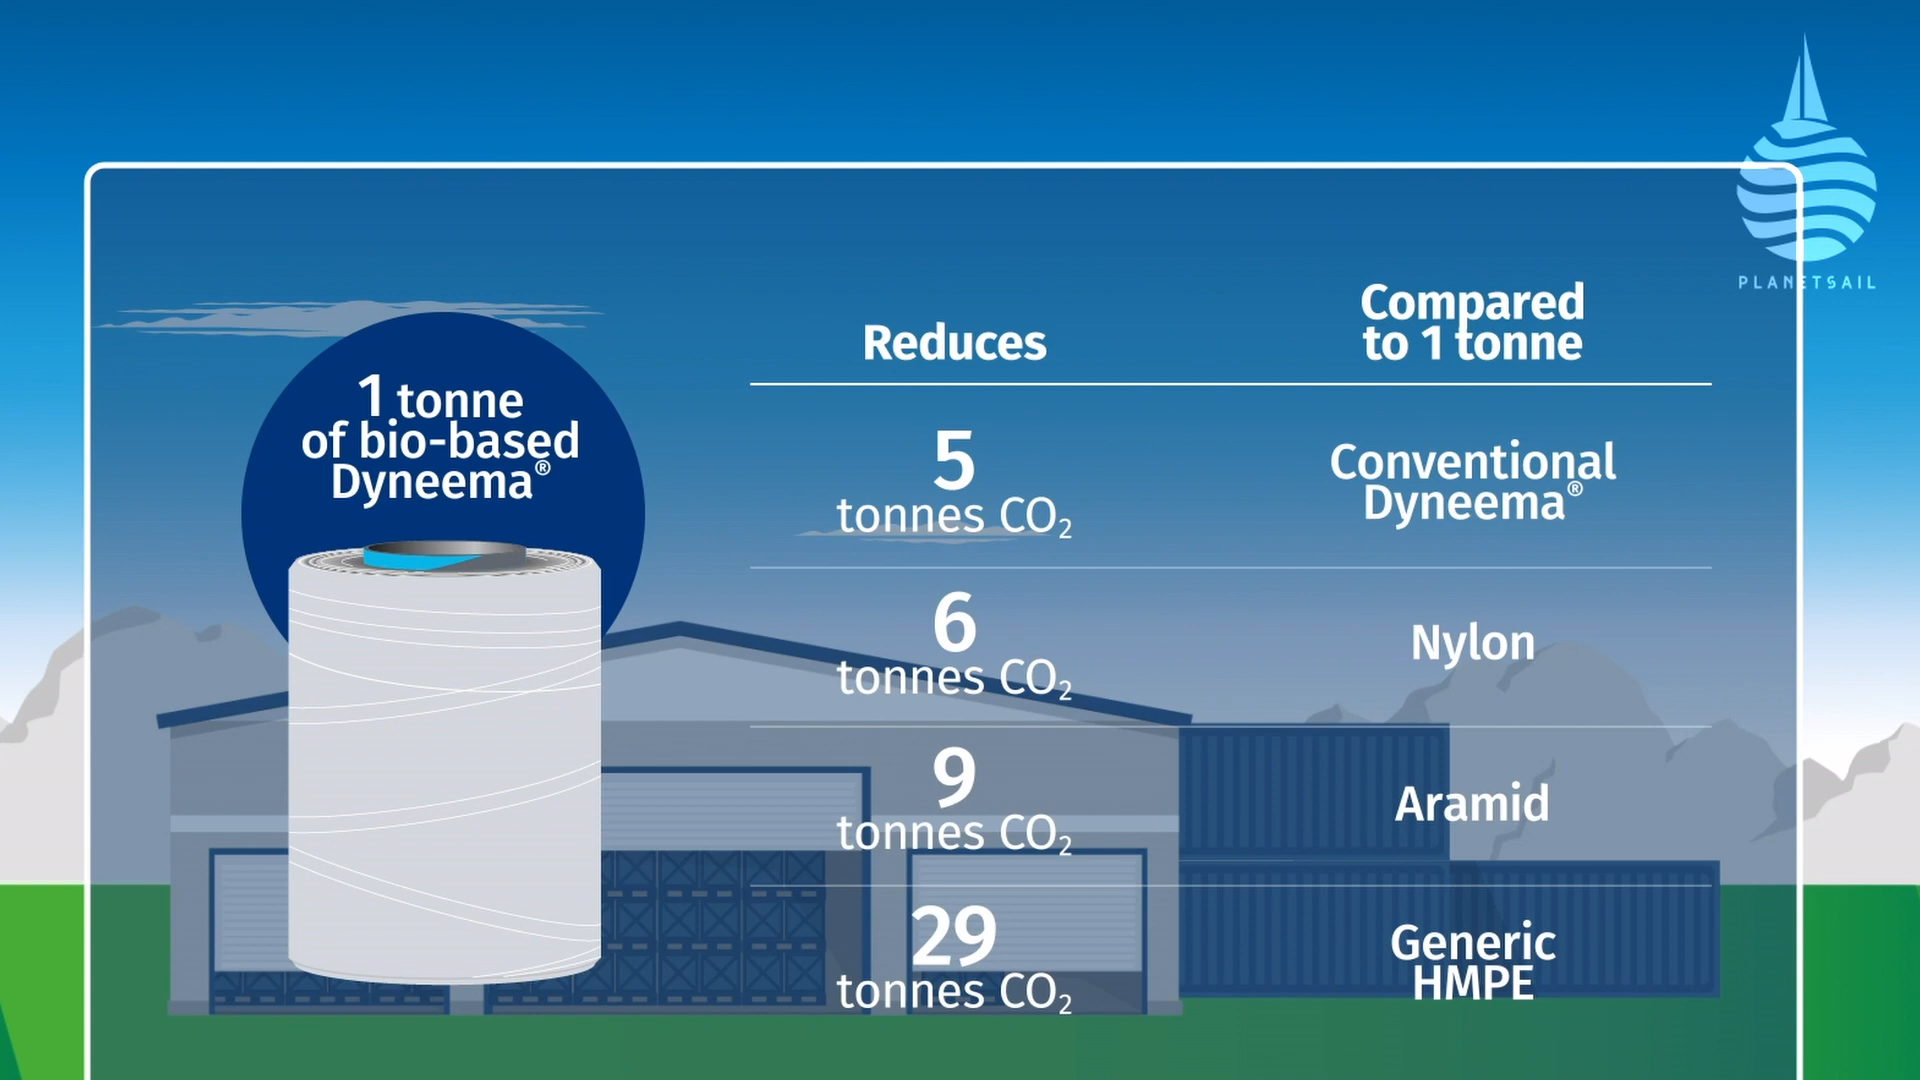 PLANETSAIL
1 tonne
of bio-based
Dyneema®
Reduces
Compared
to 1 tonne
5
tonnes CO₂
Conventional
Dyneema®
6
tonnes CO₂
Nylon
9
tonnes CO₂
Aramid
29
tonnes CO₂
Generic
HMPE